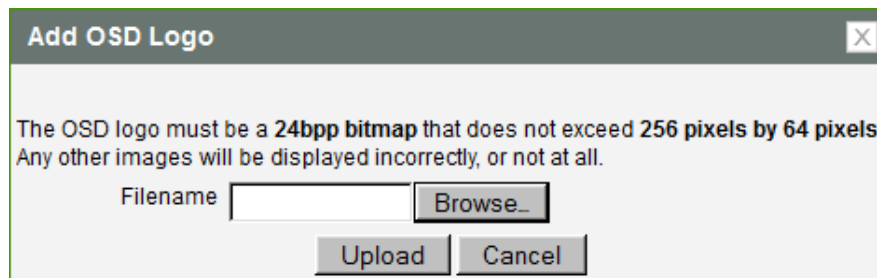 Add OSD Logo X
The OSD logo must be a 24bpp bitmap that does not exceed 256 pixels by 64 pixels
Any other images will be displayed incorrectly, or not at all.
Filename Browse...
Upload Cancel